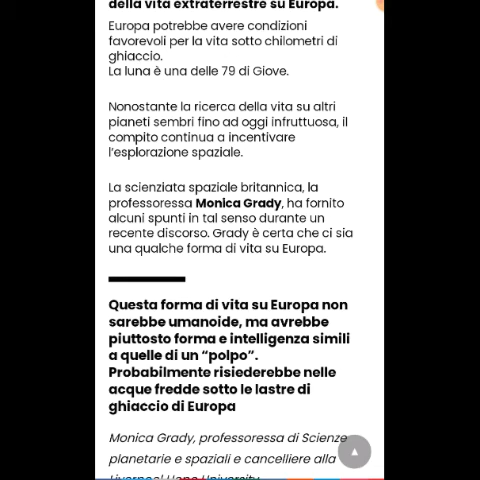 della vita extraterrestre su Europa.
Europa potrebbe avere condizioni
favorevoli per la vita sotto chilometri di
ghiaccio.
La luna è una delle 79 di Giove.
Nonostante la ricerca della vita su altri
pianeti sembri fino ad oggi infruttuosa, il
compito continua a incentivare
l'esplorazione spaziale.
La scienziata spaziale britannica, la
professoressa Monica Grady, ha fornito
alcuni spunti in tal senso durante un
recente discorso. Grady è certa che ci sia
una qualche forma di vita su Europa.
Questa forma di vita su Europa non
sarebbe umanoide, ma avrebbe
piuttosto forma e intelligenza simili
a quelle di un “polpo”.
Probabilmente risiederebbe nelle
acque fredde sotto le lastre di
ghiaccio di Europa
Monica Grady, professoressa di Scienze
planetarie e spaziali e cancelliere alla
Liverpool Hope University